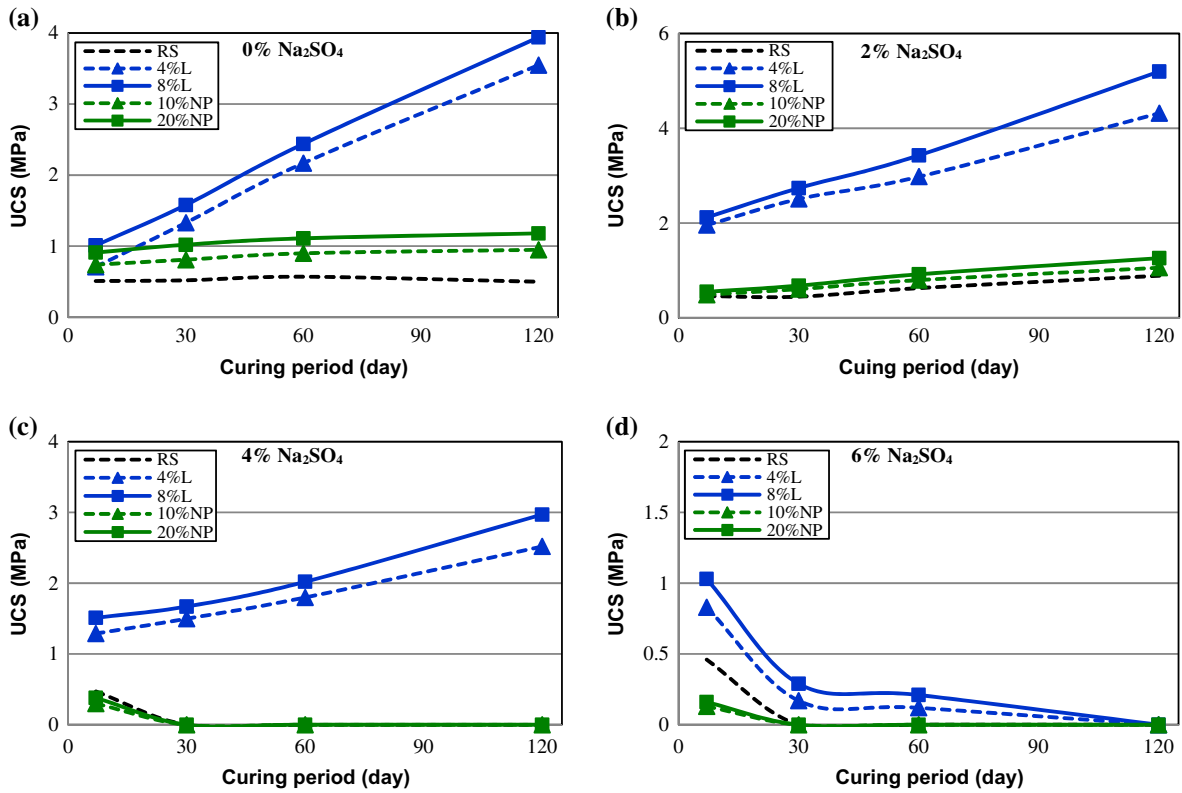 (a)
0% Na₂SO₄
RS
4%L
8%L
10%NP
20%NP
4
3
2
1
0
UCS (MPa)
0
30
60
90
120
Curing period (day)
(b)
2% Na₂SO₄
RS
4%L
8%L
10%NP
20%NP
6
4
2
0
UCS (MPa)
0
30
60
90
120
Cuing period (day)
(c)
4% Na₂SO₄
RS
4%L
8%L
10%NP
20%NP
4
3
2
1
0
UCS (MPa)
0
30
60
90
120
Curing period (day)
(d)
6% Na₂SO₄
RS
4%L
8%L
10%NP
20%NP
2
1.5
1
0.5
0
UCS (MPa)
0
30
60
90
120
Curing period (day)